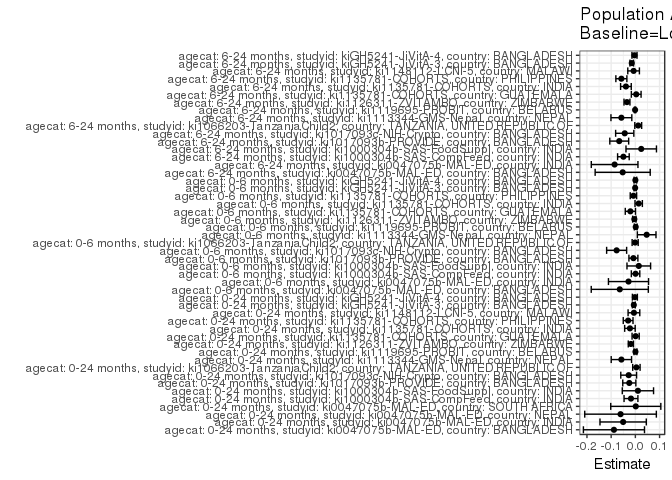 Population A
Baseline=Lo
agecat: 6-24 months, studyid: kiGH5241-JiVitA-4, country: BANGLADESH
agecat: 6-24 months, studyid: kiGH5241-JiVitA-3, country: BANGLADESH
agecat: 6-24 months, studyid: ki1148112-LCNI-5, country: MALAWI
agecat: 6-24 months, studyid: ki1135781-COHORTS, country: PHILIPPINES
agecat: 6-24 months, studyid: ki1135781-COHORTS, country: INDIA
agecat: 6-24 months, studyid: ki1135781-COHORTS, country: GUATEMALA
agecat: 6-24 months, studyid: ki1126311-ZVITAMBO, country: ZIMBABWE
agecat: 6-24 months, studyid: ki1119695-PROBIT, country: BELARUS
agecat: 6-24 months, studyid: ki1113344-GMS-Nepal, country: NEPAL
agecat: 6-24 months, studyid: ki1066203-TanzaniaChild2, country: TANZANIA, UNITED REPUBLIC OF
agecat: 6-24 months, studyid: ki1017093c-NIH-Crypto, country: BANGLADESH
agecat: 6-24 months, studyid: ki1017093b-PROVIDE, country: BANGLADESH
agecat: 6-24 months, studyid: ki1000304b-SAS-FoodSuppl, country: INDIA
agecat: 6-24 months, studyid: ki1000304b-SAS-CompFeed, country: INDIA
agecat: 6-24 months, studyid: ki0047075b-MAL-ED, country: INDIA
agecat: 6-24 months, studyid: ki0047075b-MAL-ED, country: BANGLADESH
agecat: 0-6 months, studyid: kiGH5241-JiVitA-4, country: BANGLADESH
agecat: 0-6 months, studyid: kiGH5241-JiVitA-3, country: BANGLADESH
agecat: 0-6 months, studyid: ki1135781-COHORTS, country: PHILIPPINES
agecat: 0-6 months, studyid: ki1135781-COHORTS, country: INDIA
agecat: 0-6 months, studyid: ki1135781-COHORTS, country: GUATEMALA
agecat: 0-6 months, studyid: ki1126311-ZVITAMBO, country: ZIMBABWE
agecat: 0-6 months, studyid: ki1119695-PROBIT, country: BELARUS
agecat: 0-6 months, studyid: ki1113344-GMS-Nepal, country: NEPAL
agecat: 0-6 months, studyid: ki1066203-TanzaniaChild2, country: TANZANIA, UNITED REPUBLIC OF
agecat: 0-6 months, studyid: ki1017093c-NIH-Crypto, country: BANGLADESH
agecat: 0-6 months, studyid: ki1017093b-PROVIDE, country: BANGLADESH
agecat: 0-6 months, studyid: ki1000304b-SAS-FoodSuppl, country: INDIA
agecat: 0-6 months, studyid: ki1000304b-SAS-CompFeed, country: INDIA
agecat: 0-6 months, studyid: ki0047075b-MAL-ED, country: INDIA
agecat: 0-6 months, studyid: ki0047075b-MAL-ED, country: BANGLADESH
agecat: 0-24 months, studyid: kiGH5241-JiVitA-4, country: BANGLADESH
agecat: 0-24 months, studyid: kiGH5241-JiVitA-3, country: BANGLADESH
agecat: 0-24 months, studyid: ki1148112-LCNI-5, country: MALAWI
agecat: 0-24 months, studyid: ki1135781-COHORTS, country: PHILIPPINES
agecat: 0-24 months, studyid: ki1135781-COHORTS, country: INDIA
agecat: 0-24 months, studyid: ki1135781-COHORTS, country: GUATEMALA
agecat: 0-24 months, studyid: ki1126311-ZVITAMBO, country: ZIMBABWE
agecat: 0-24 months, studyid: ki1119695-PROBIT, country: BELARUS
agecat: 0-24 months, studyid: ki1113344-GMS-Nepal, country: NEPAL
agecat: 0-24 months, studyid: ki1066203-TanzaniaChild2, country: TANZANIA, UNITED REPUBLIC OF
agecat: 0-24 months, studyid: ki1017093c-NIH-Crypto, country: BANGLADESH
agecat: 0-24 months, studyid: ki1017093b-PROVIDE, country: BANGLADESH
agecat: 0-24 months, studyid: ki1000304b-SAS-FoodSuppl, country: INDIA
agecat: 0-24 months, studyid: ki1000304b-SAS-CompFeed, country: INDIA
agecat: 0-24 months, studyid: ki0047075b-MAL-ED, country: SOUTH AFRICA
agecat: 0-24 months, studyid: ki0047075b-MAL-ED, country: NEPAL
agecat: 0-24 months, studyid: ki0047075b-MAL-ED, country: INDIA
agecat: 0-24 months, studyid: ki0047075b-MAL-ED, country: BANGLADESH
-0.2 -0.1 0.0 0.1
Estimate